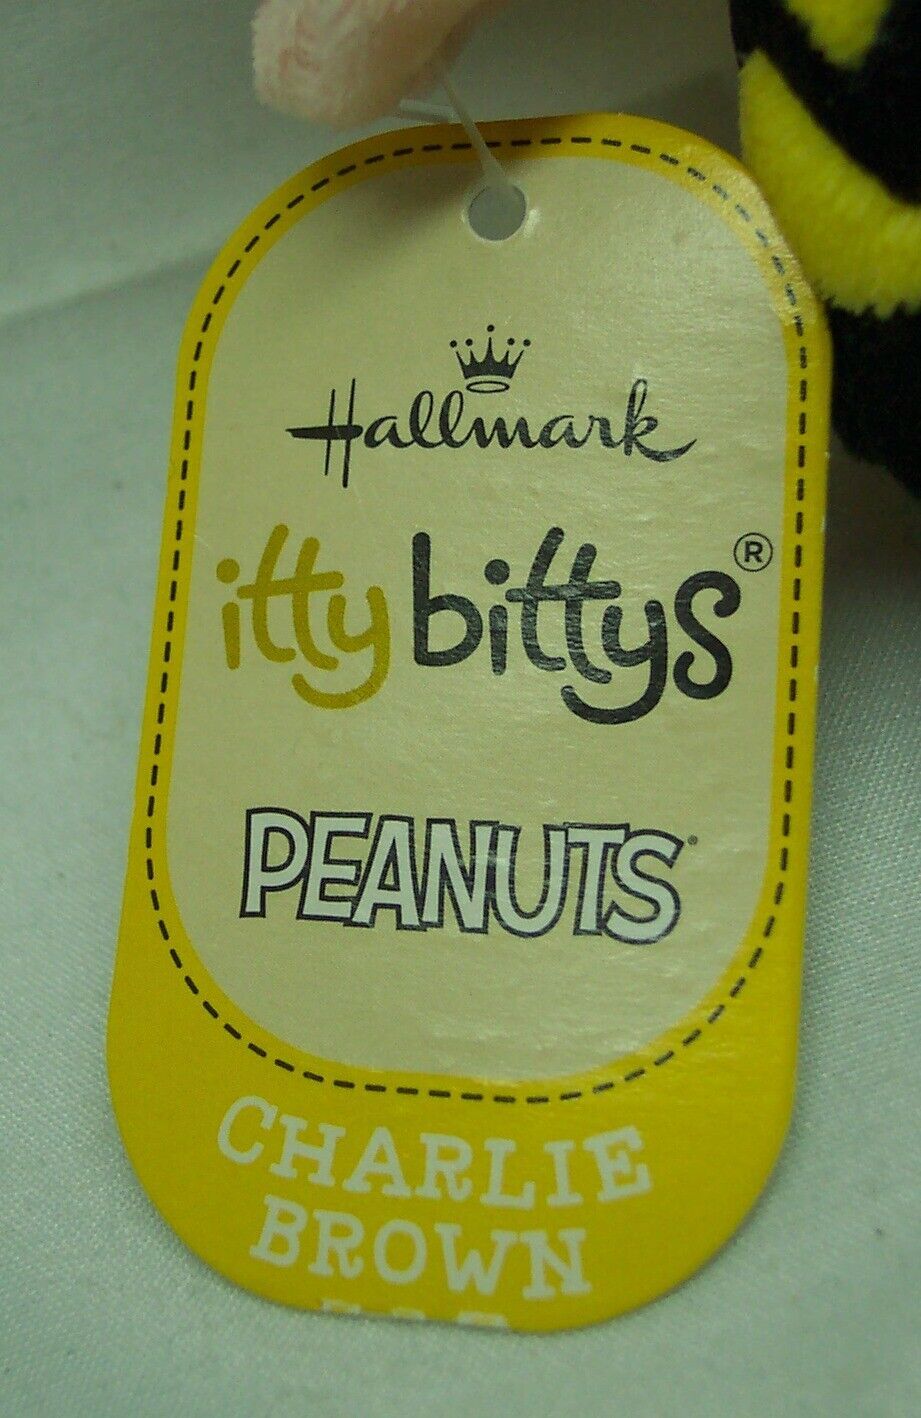 Hallmark
itty bittys®
PEANUTS
CHARLIE
BROWN